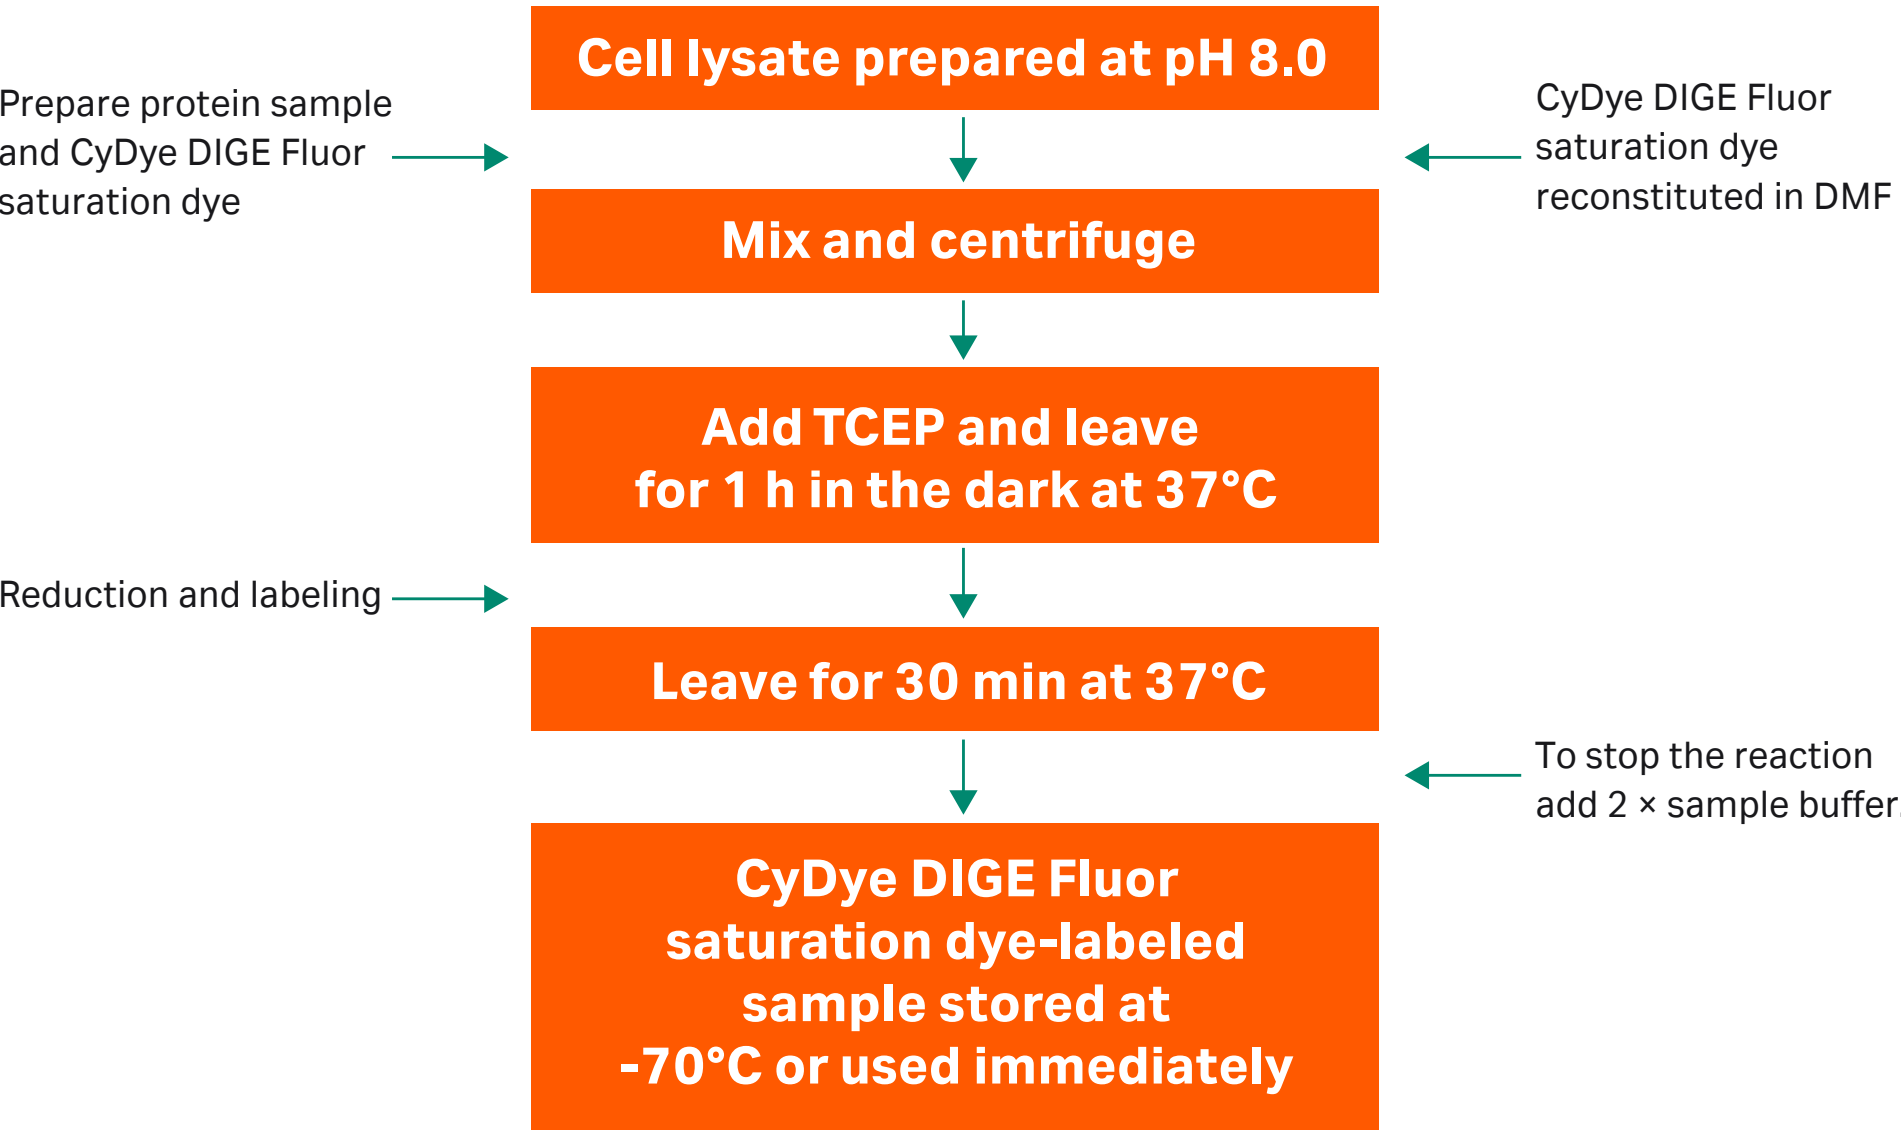 Cell lysate prepared at pH 8.0
Prepare protein sample
and CyDye DIGE Fluor
saturation dye
CyDye DIGE Fluor
saturation dye
reconstituted in DMF
Mix and centrifuge
Add TCEP and leave
for 1 h in the dark at 37°C
Reduction and labeling
Leave for 30 min at 37°C
To stop the reaction
add 2 × sample buffer.
CyDye DIGE Fluor
saturation dye-labeled
sample stored at
-70°C or used immediately